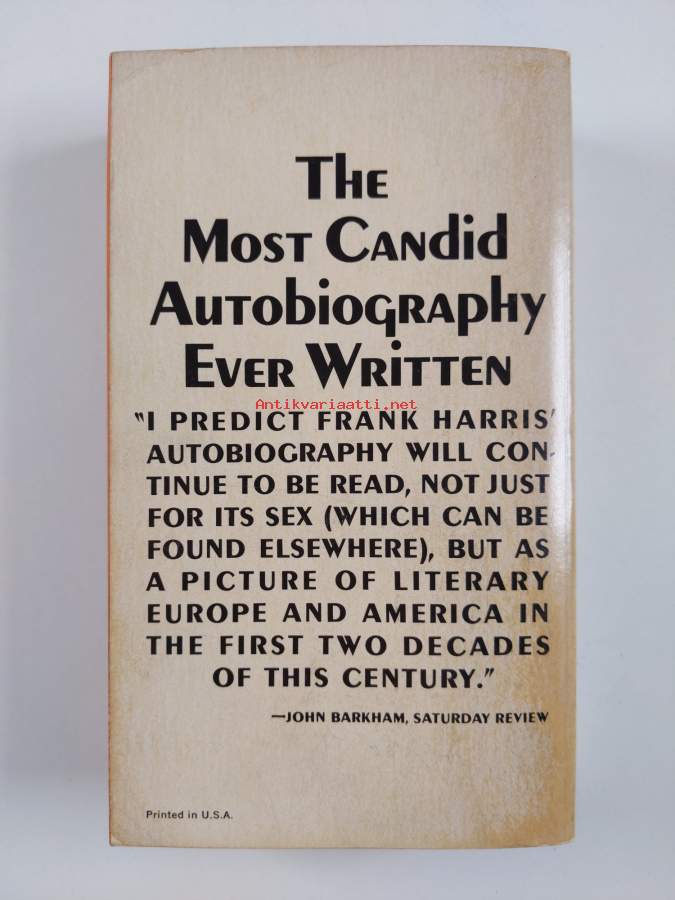 The
Most Candid
Autobiography
Ever Written
Antikvariaatti.net
"I PREDICT FRANK HARRIS'
AUTOBIOGRAPHY WILL CON-
TINUE TO BE READ, NOT JUST
FOR ITS SEX (WHICH CAN BE
FOUND ELSEWHERE), BUT AS
A PICTURE OF LITERARY
EUROPE AND AMERICA IN
THE FIRST TWO DECADES
OF THIS CENTURY."
—JOHN BARKHAM, SATURDAY REVIEW
Printed in U.S.A.